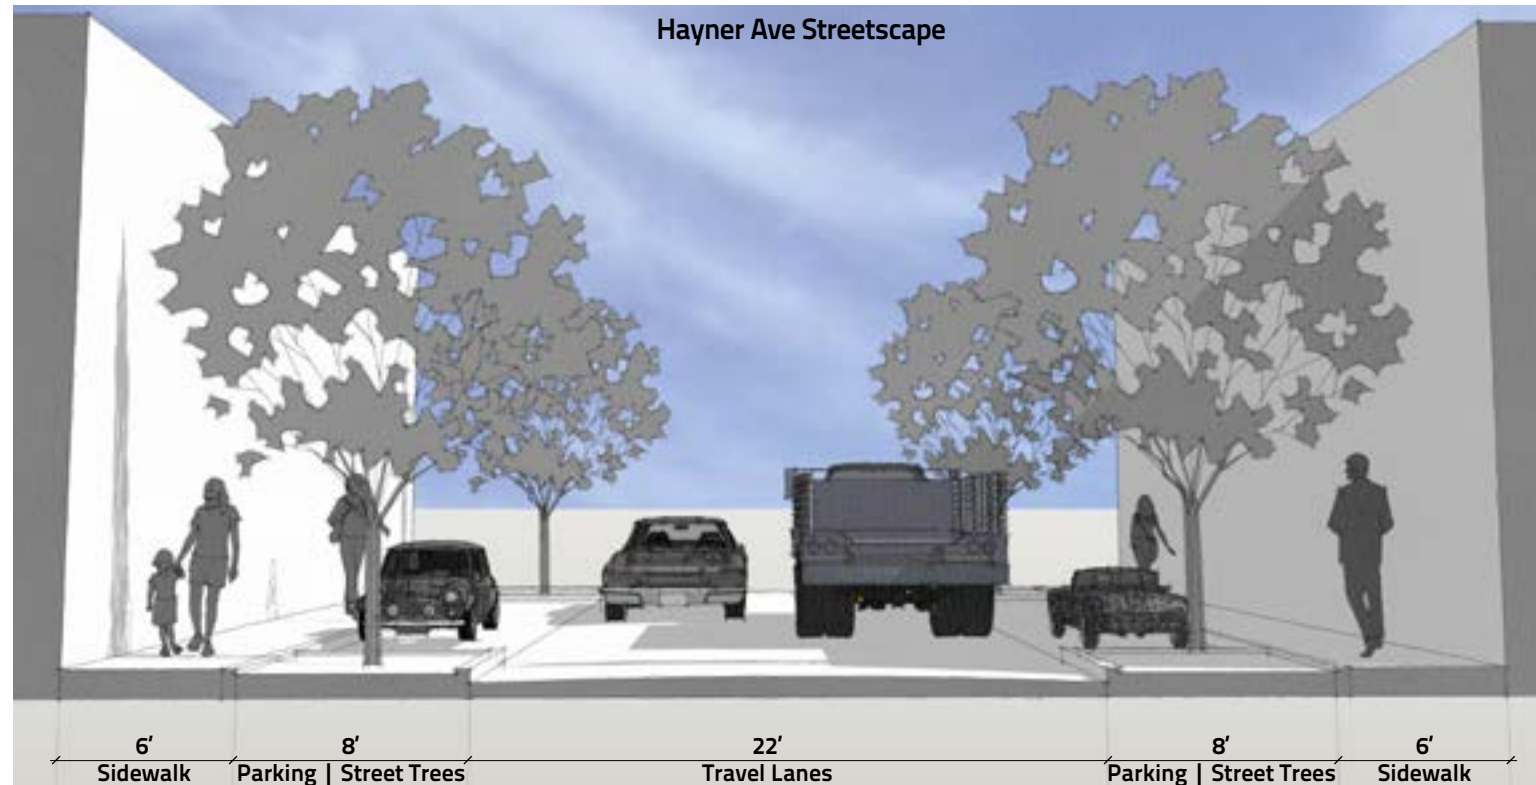 Hayner Ave Streetscape
6′ 8′ 22′ 8′ 6′
Sidewalk Parking | Street Trees Travel Lanes Parking | Street Trees Sidewalk